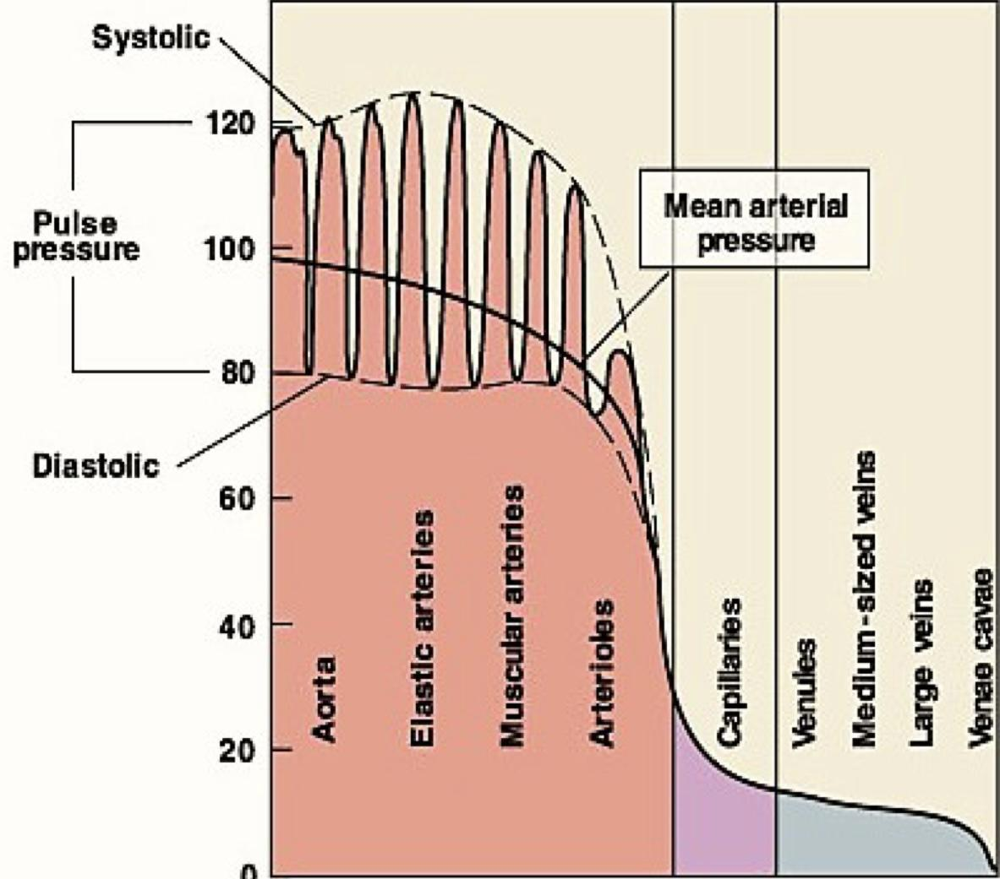 Systolic
120
Pulse
pressure
Mean arterial
pressure
100
80
Diastolic
60
40
20
0
Aorta
Elastic arteries
Muscular arteries
Arterioles
Capillaries
Venules
Medium-sized veins
Large veins
Venae cavae